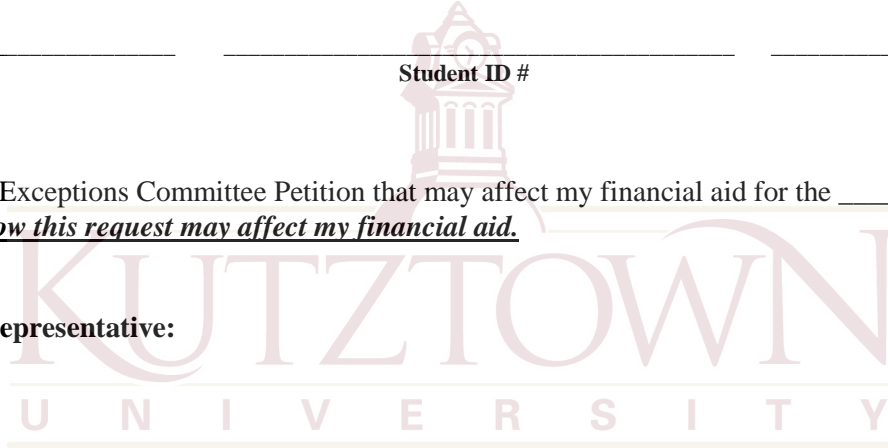 Student ID #
Exceptions Committee Petition that may affect my financial aid for the
this request may affect my financial aid.
epresentative:
KUTZTOWN
UNIVERSITY